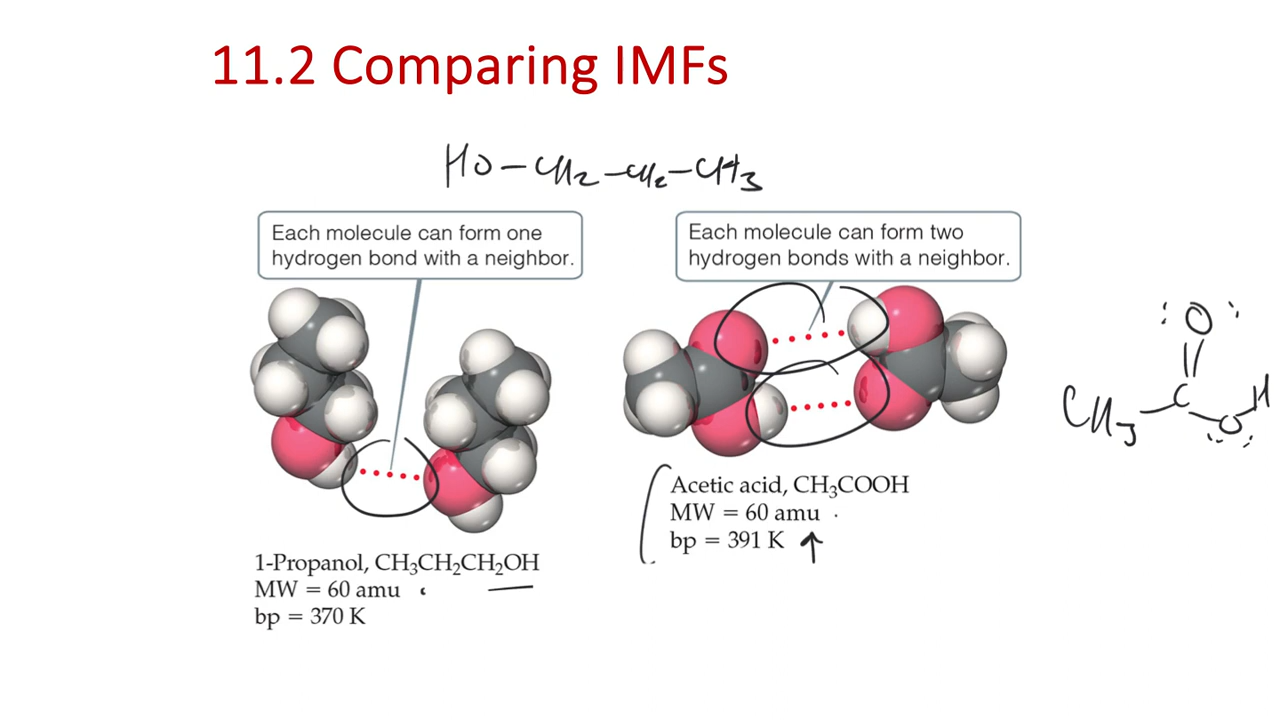 11.2 Comparing IMFs
HO-CH2-CH2-CH3
Each molecule can form one
hydrogen bond with a neighbor.
Each molecule can form two
hydrogen bonds with a neighbor.
1-Propanol, CH₃CH₂CH₂OH
MW = 60 amu
bp = 370 K
Acetic acid, CH₃COOH
MW = 60 amu
bp = 391 K ↑
O
CH3 C O H